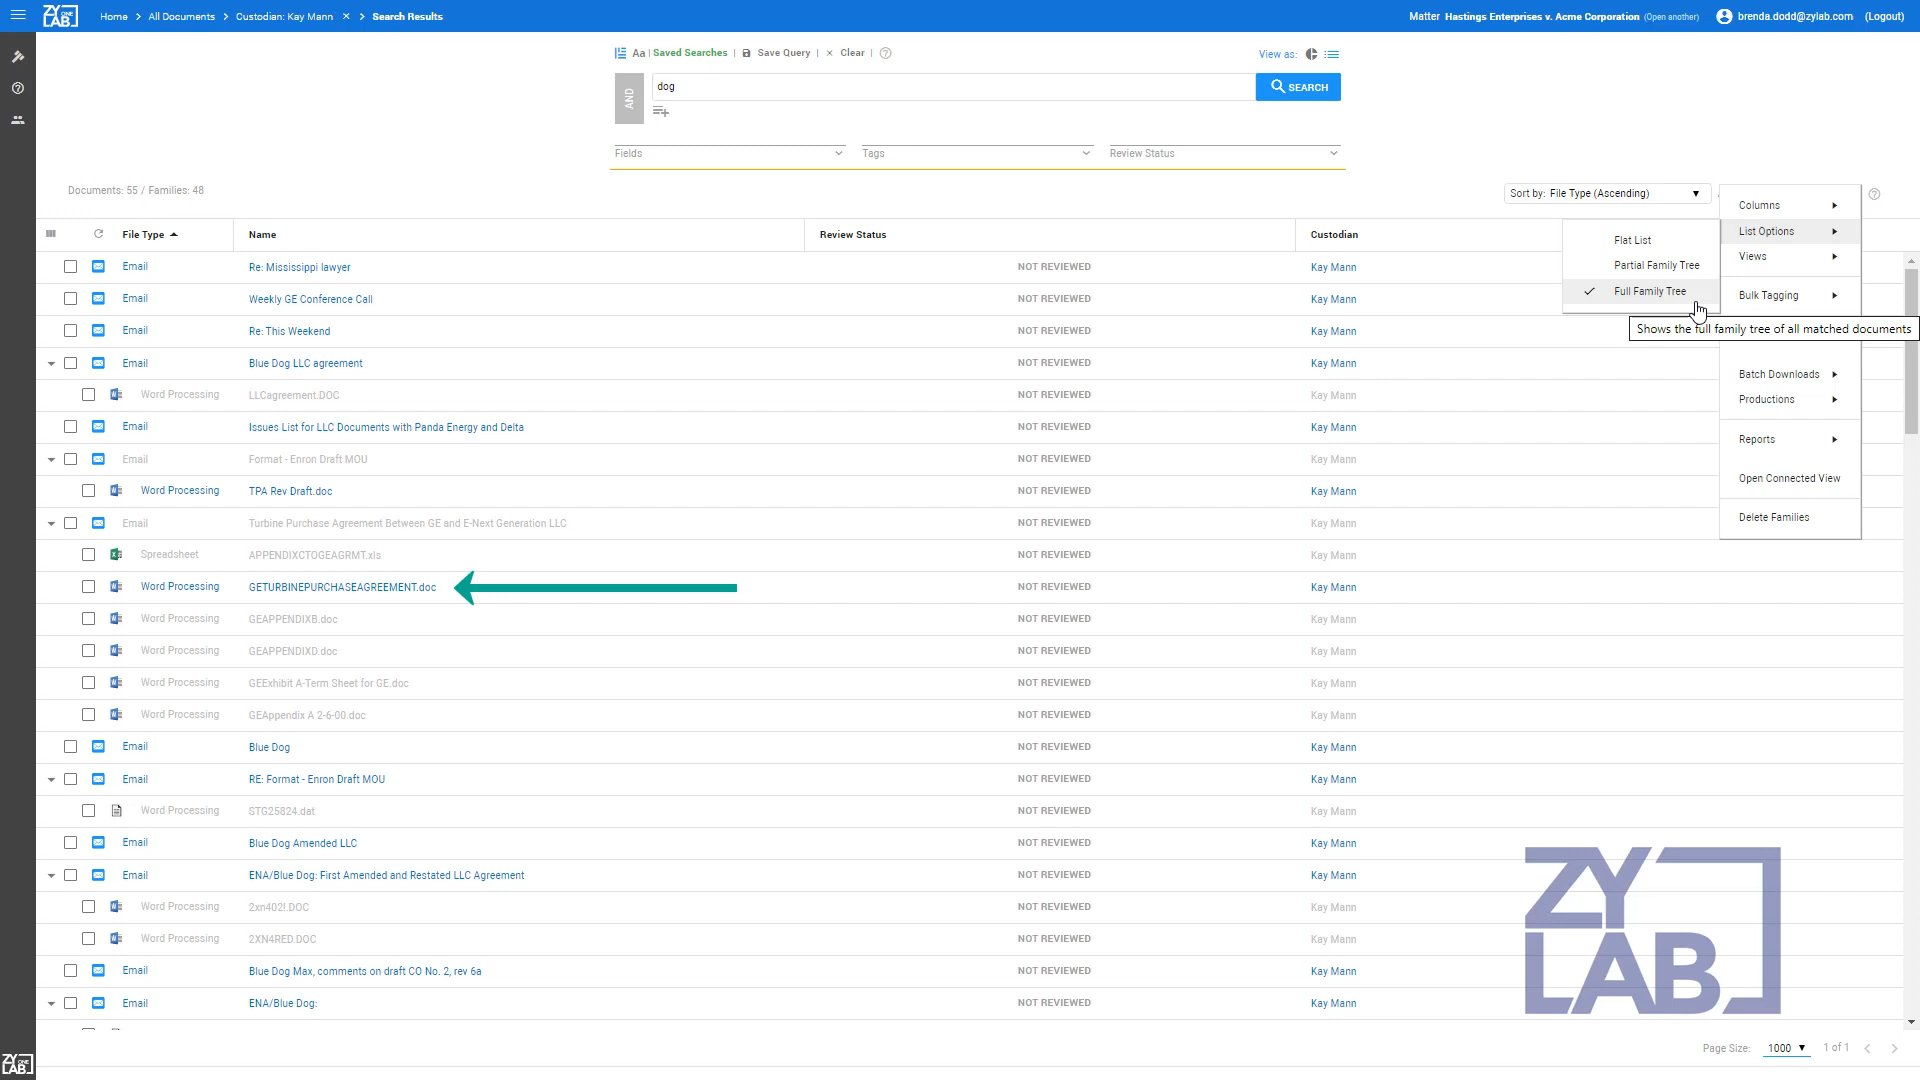 ZY ONE LAB Home All Documents Custodian: Kay Mann × Search Results Matter Hastings Enterprises v. Acme Corporation (Open another) brenda.dodd@zylab.com (Logout)
Aa | Saved Searches | Save Query | × Clear | ? View as:
AND dog SEARCH
Fields Tags Review Status
Documents: 55 / Families: 48 Sort by: File Type (Ascending)
Columns
List Options
Views
Bulk Tagging
Batch Downloads
Productions
Reports
Open Connected View
Delete Families
Flat List
Partial Family Tree
Full Family Tree
Shows the full family tree of all matched documents
File Type Name Review Status Custodian
Email Re: Mississippi lawyer NOT REVIEWED Kay Mann
Email Weekly GE Conference Call NOT REVIEWED Kay Mann
Email Re: This Weekend NOT REVIEWED Kay Mann
Email Blue Dog LLC agreement NOT REVIEWED Kay Mann
Word Processing LLCagreement.DOC NOT REVIEWED Kay Mann
Email Issues List for LLC Documents with Panda Energy and Delta NOT REVIEWED Kay Mann
Email Format - Enron Draft MOU NOT REVIEWED Kay Mann
Word Processing TPA Rev Draft.doc NOT REVIEWED Kay Mann
Email Turbine Purchase Agreement Between GE and E-Next Generation LLC NOT REVIEWED Kay Mann
Spreadsheet APPENDIXCTOGEAGRMT.xls NOT REVIEWED Kay Mann
Word Processing GETURBINEPURCHASEAGREEMENT.doc NOT REVIEWED Kay Mann
Word Processing GEAPPENDIXB.doc NOT REVIEWED Kay Mann
Word Processing GEAPPENDIXD.doc NOT REVIEWED Kay Mann
Word Processing GEExhibit A-Term Sheet for GE.doc NOT REVIEWED Kay Mann
Word Processing GEAppendix A 2-6-00.doc NOT REVIEWED Kay Mann
Email Blue Dog NOT REVIEWED Kay Mann
Email RE: Format - Enron Draft MOU NOT REVIEWED Kay Mann
Word Processing STG25824.dat NOT REVIEWED Kay Mann
Email Blue Dog Amended LLC NOT REVIEWED Kay Mann
Email ENA/Blue Dog: First Amended and Restated LLC Agreement NOT REVIEWED Kay Mann
Word Processing 2xn402!.DOC NOT REVIEWED Kay Mann
Word Processing 2XN4RED.DOC NOT REVIEWED Kay Mann
Email Blue Dog Max, comments on draft CO No. 2, rev 6a NOT REVIEWED Kay Mann
Email ENA/Blue Dog: NOT REVIEWED Kay Mann
ZY
LAB
Page Size: 1000 1 of 1
ZY ONE
LAB